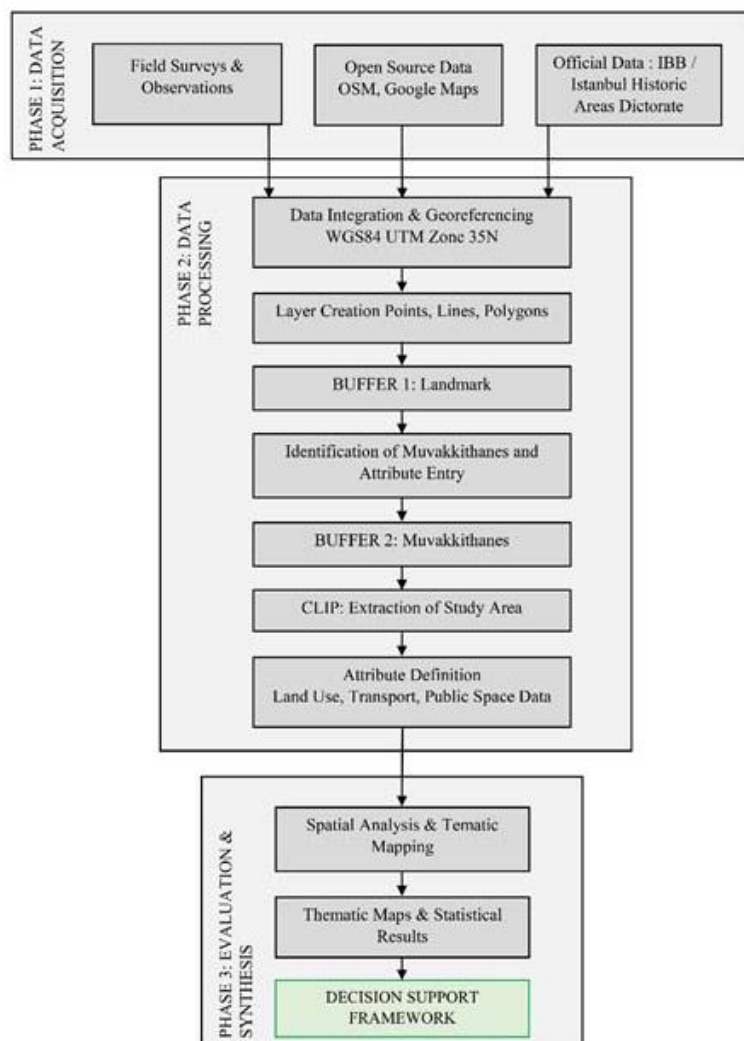 PHASE 1: DATA
ACQUISITION
Field Surveys &
Observations
Open Source Data
OSM, Google Maps
Official Data : IBB /
Istanbul Historic
Areas Dictorate
PHASE 2: DATA
PROCESSING
Data Integration & Georeferencing
WGS84 UTM Zone 35N
Layer Creation Points, Lines, Polygons
BUFFER 1: Landmark
Identification of Muvakkithanes and
Attribute Entry
BUFFER 2: Muvakkithanes
CLIP: Extraction of Study Area
Attribute Definition
Land Use, Transport, Public Space Data
PHASE 3: EVALUATION &
SYNTHESIS
Spatial Analysis & Tematic
Mapping
Thematic Maps & Statistical
Results
DECISION SUPPORT
FRAMEWORK